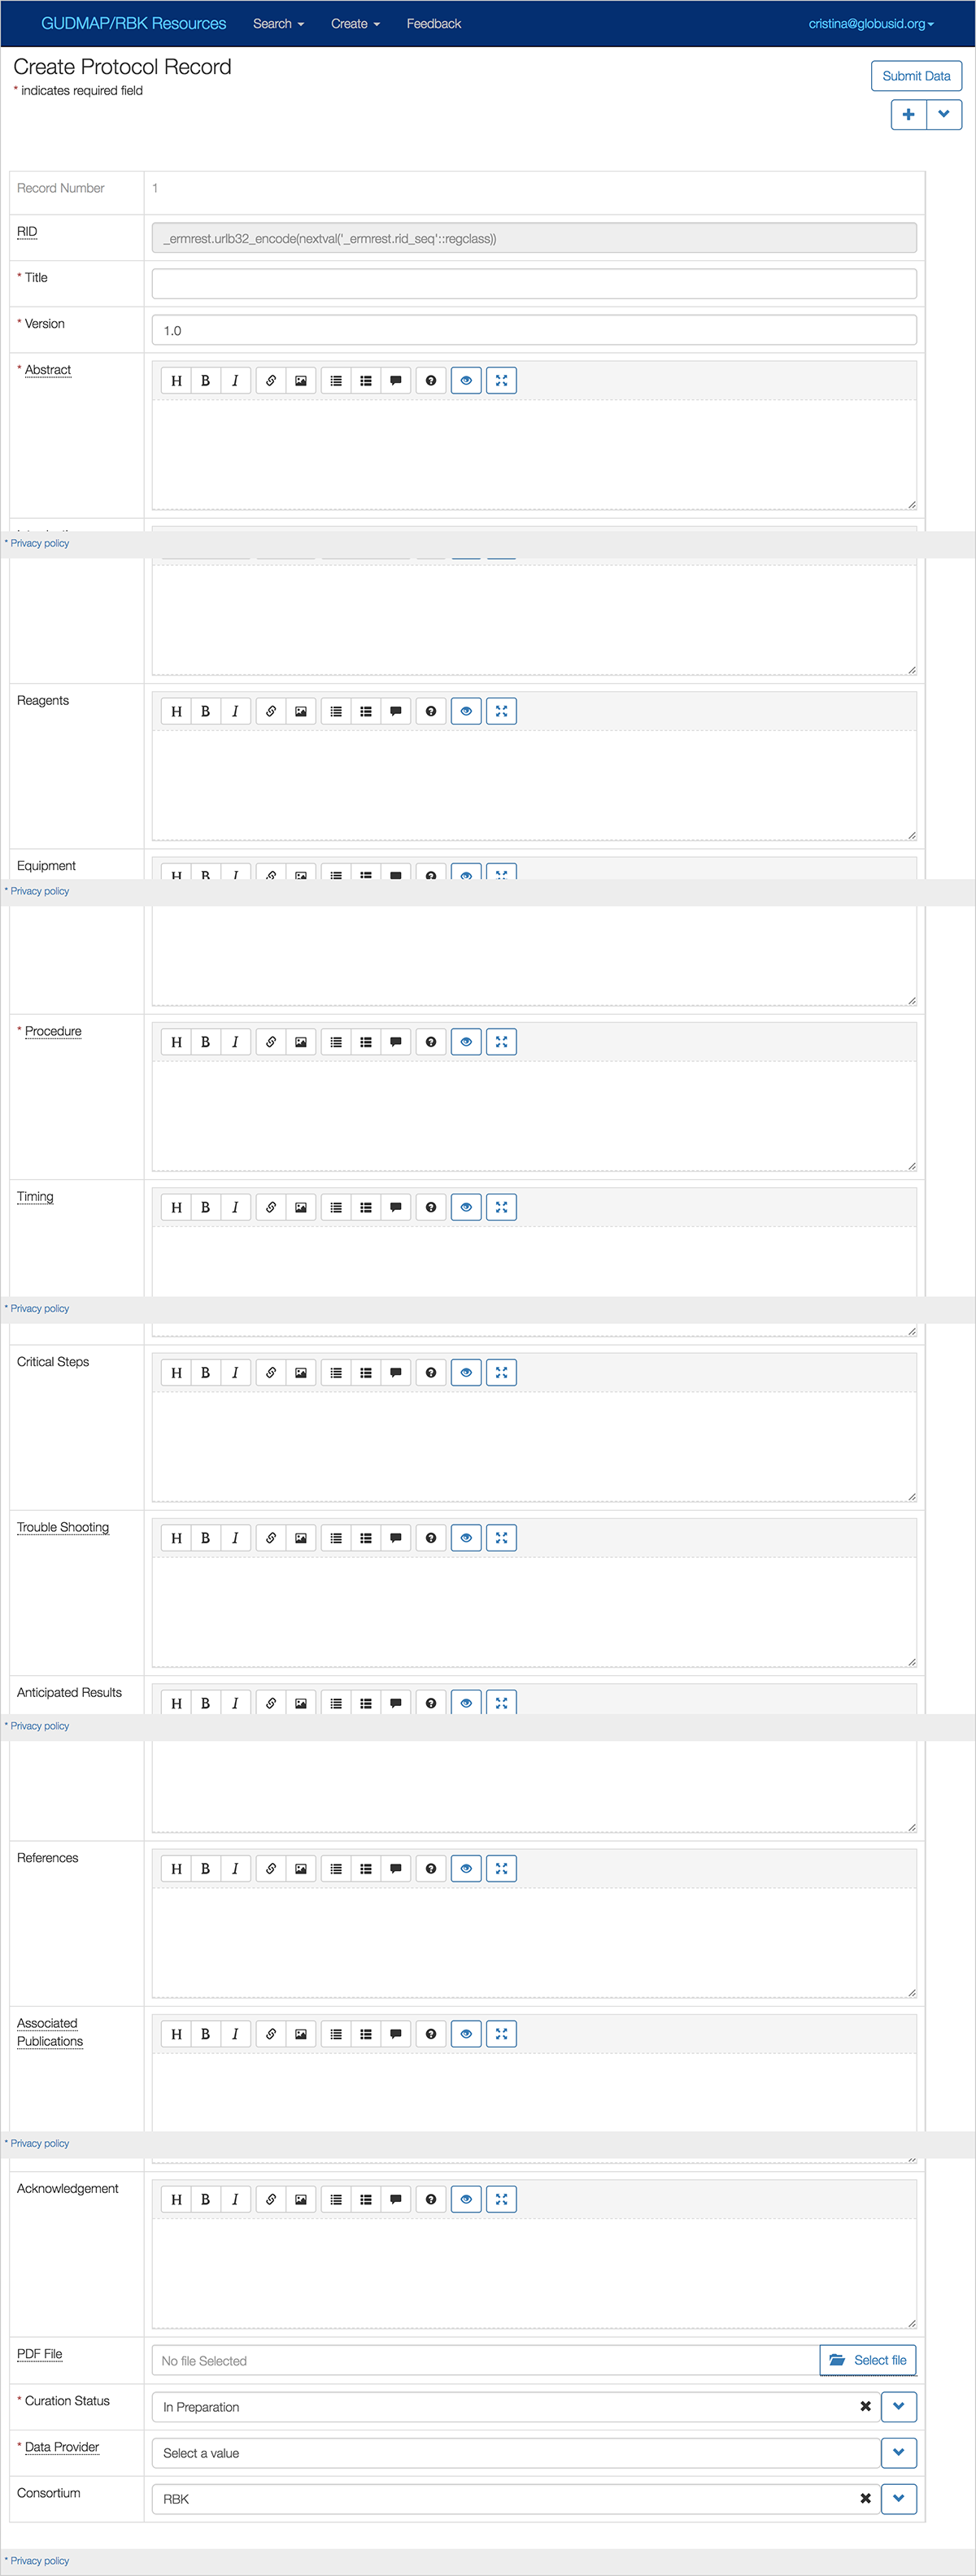 GUDMAP/RBK Resources Search Create Feedback cristina@globusid.org
Create Protocol Record
* indicates required field
Submit Data
Record Number 1
RID _ermrest.urlb32_encode(nextval('_ermrest.rid_seq'::regclass))
* Title
* Version 1.0
* Abstract H B I
* Privacy policy
Reagents H B I
Equipment H B I
* Privacy policy
* Procedure H B I
Timing H B I
* Privacy policy
Critical Steps H B I
Trouble Shooting H B I
Anticipated Results H B I
* Privacy policy
References H B I
Associated H B I
Publications
* Privacy policy
Acknowledgement H B I
PDF File No file Selected Select file
* Curation Status In Preparation
* Data Provider Select a value
Consortium RBK
* Privacy policy